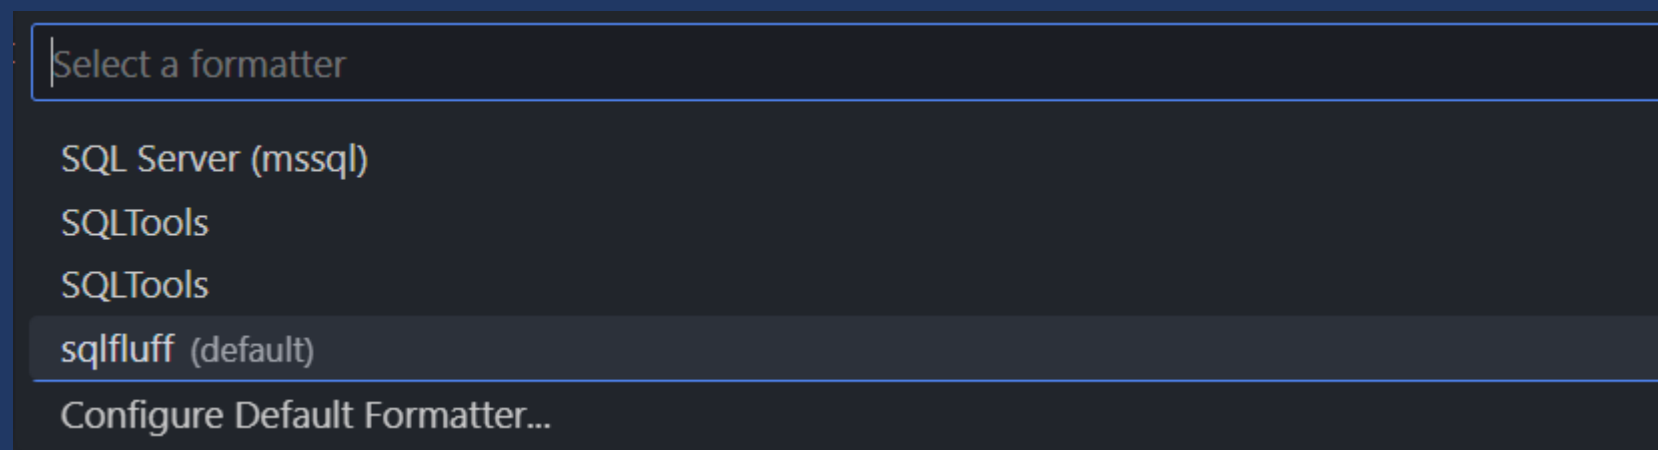 Select a formatter
SQL Server (mssql)
SQLTools
SQLTools
sqlfluff (default)
Configure Default Formatter...